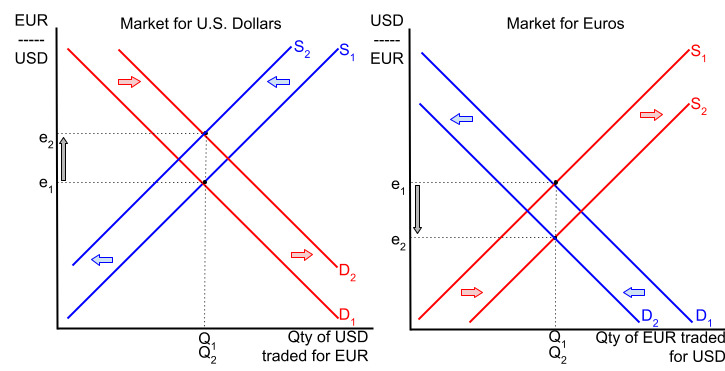 EUR
-----
USD
Market for U.S. Dollars
S2
S1
e2
e1
D2
D1
Q1
Q2
Qty of USD
traded for EUR
USD
-----
EUR
Market for Euros
S1
S2
e1
e2
D2
D1
Q1
Q2
Qty of EUR traded
for USD